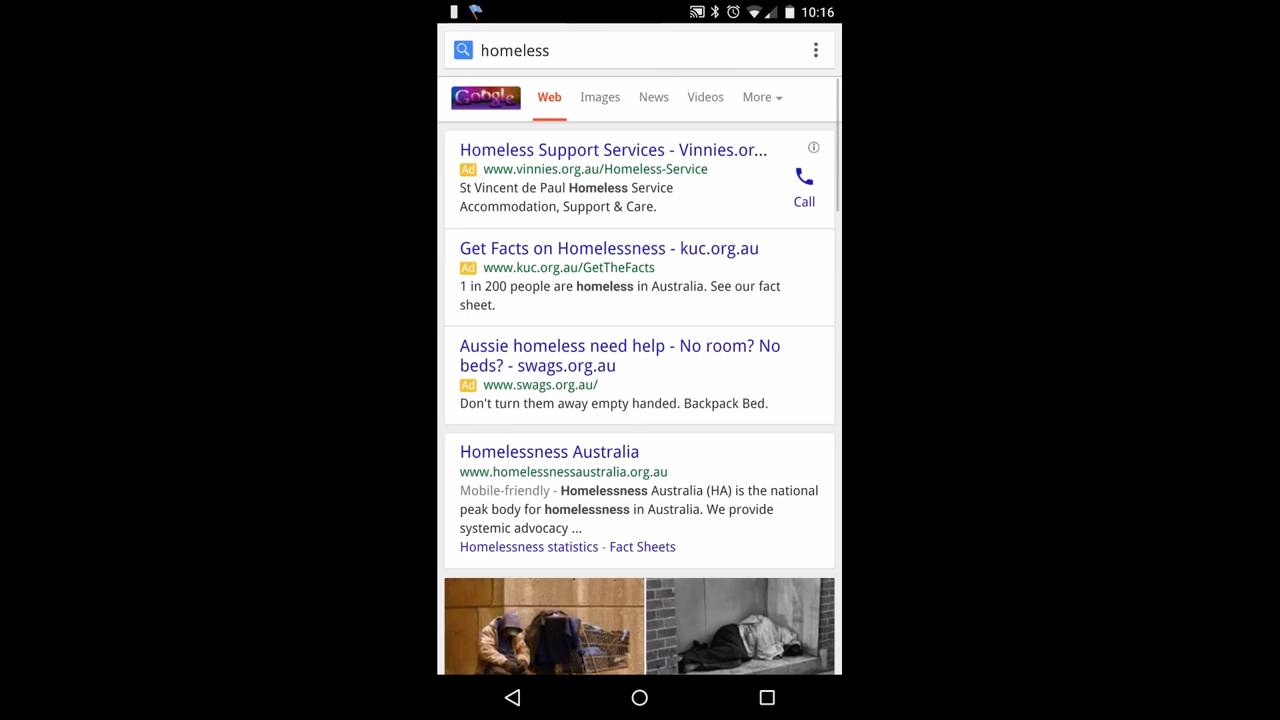 10:16
homeless
Google
Web Images News Videos More
Homeless Support Services - Vinnies.or...
Ad www.vinnies.org.au/Homeless-Service
St Vincent de Paul Homeless Service
Accommodation, Support & Care.
Call
Get Facts on Homelessness - kuc.org.au
Ad www.kuc.org.au/GetTheFacts
1 in 200 people are homeless in Australia. See our fact
sheet.
Aussie homeless need help - No room? No
beds? - swags.org.au
Ad www.swags.org.au/
Don't turn them away empty handed. Backpack Bed.
Homelessness Australia
www.homelessnessaustralia.org.au
Mobile-friendly - Homelessness Australia (HA) is the national
peak body for homelessness in Australia. We provide
systemic advocacy ...
Homelessness statistics - Fact Sheets